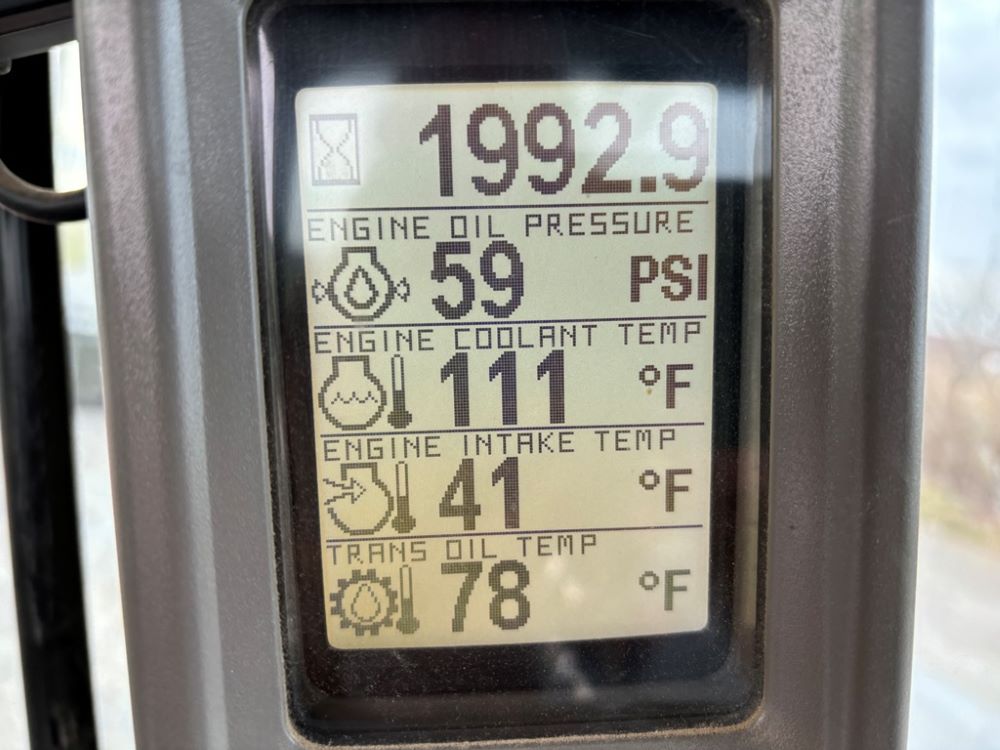 1992.9
ENGINE OIL PRESSURE
59 PSI
ENGINE COOLANT TEMP
111 °F
ENGINE INTAKE TEMP
41 °F
TRANS OIL TEMP
78 °F